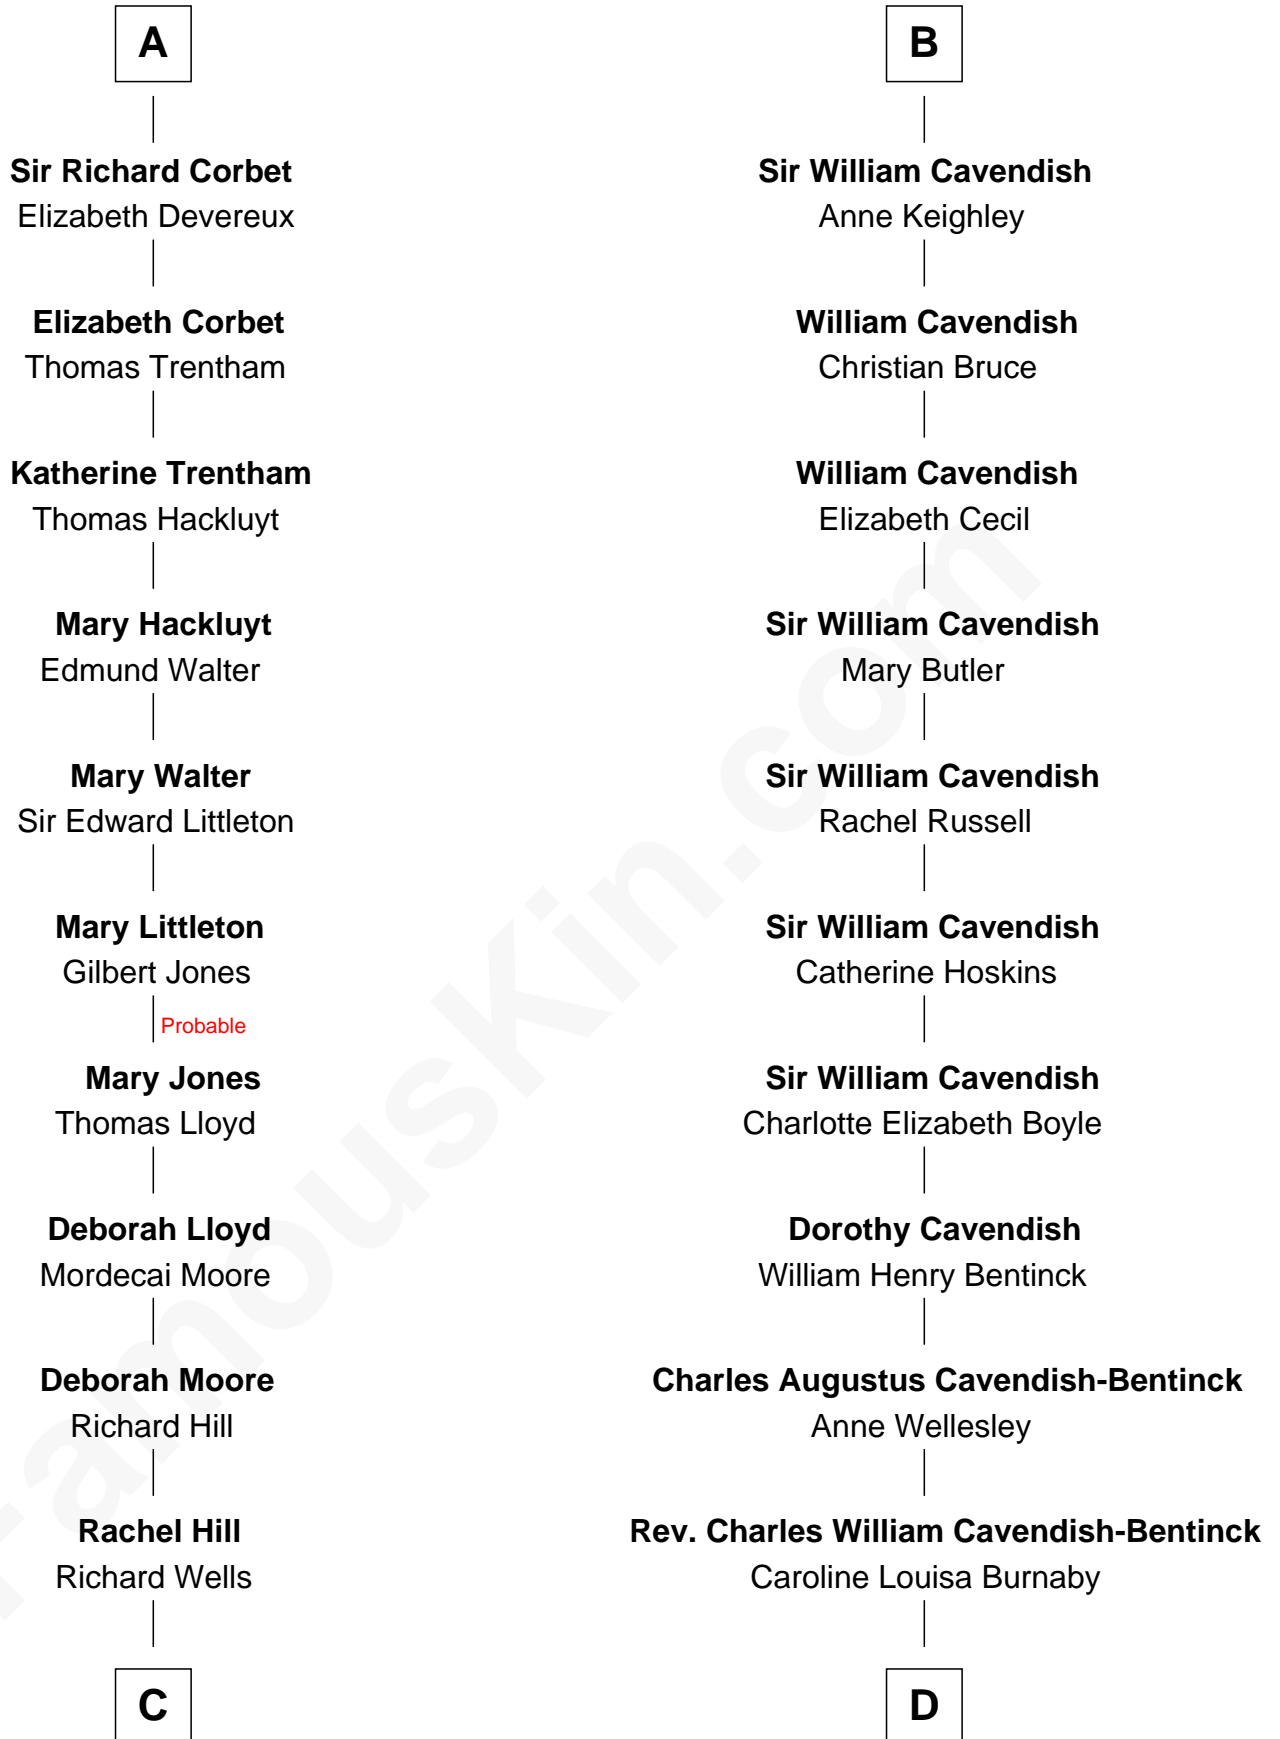 A
Sir Richard Corbet
Elizabeth Devereux
Elizabeth Corbet
Thomas Trentham
Katherine Trentham
Thomas Hackluyt
Mary Hackluyt
Edmund Walter
Mary Walter
Sir Edward Littleton
Mary Littleton
Gilbert Jones
Probable
Mary Jones
Thomas Lloyd
Deborah Lloyd
Mordecai Moore
Deborah Moore
Richard Hill
Rachel Hill
Richard Wells
C
B
Sir William Cavendish
Anne Keighley
William Cavendish
Christian Bruce
William Cavendish
Elizabeth Cecil
Sir William Cavendish
Mary Butler
Sir William Cavendish
Rachel Russell
Sir William Cavendish
Catherine Hoskins
Sir William Cavendish
Charlotte Elizabeth Boyle
Dorothy Cavendish
William Henry Bentinck
Charles Augustus Cavendish-Bentinck
Anne Wellesley
Rev. Charles William Cavendish-Bentinck
Caroline Louisa Burnaby
D
FamousKin.com